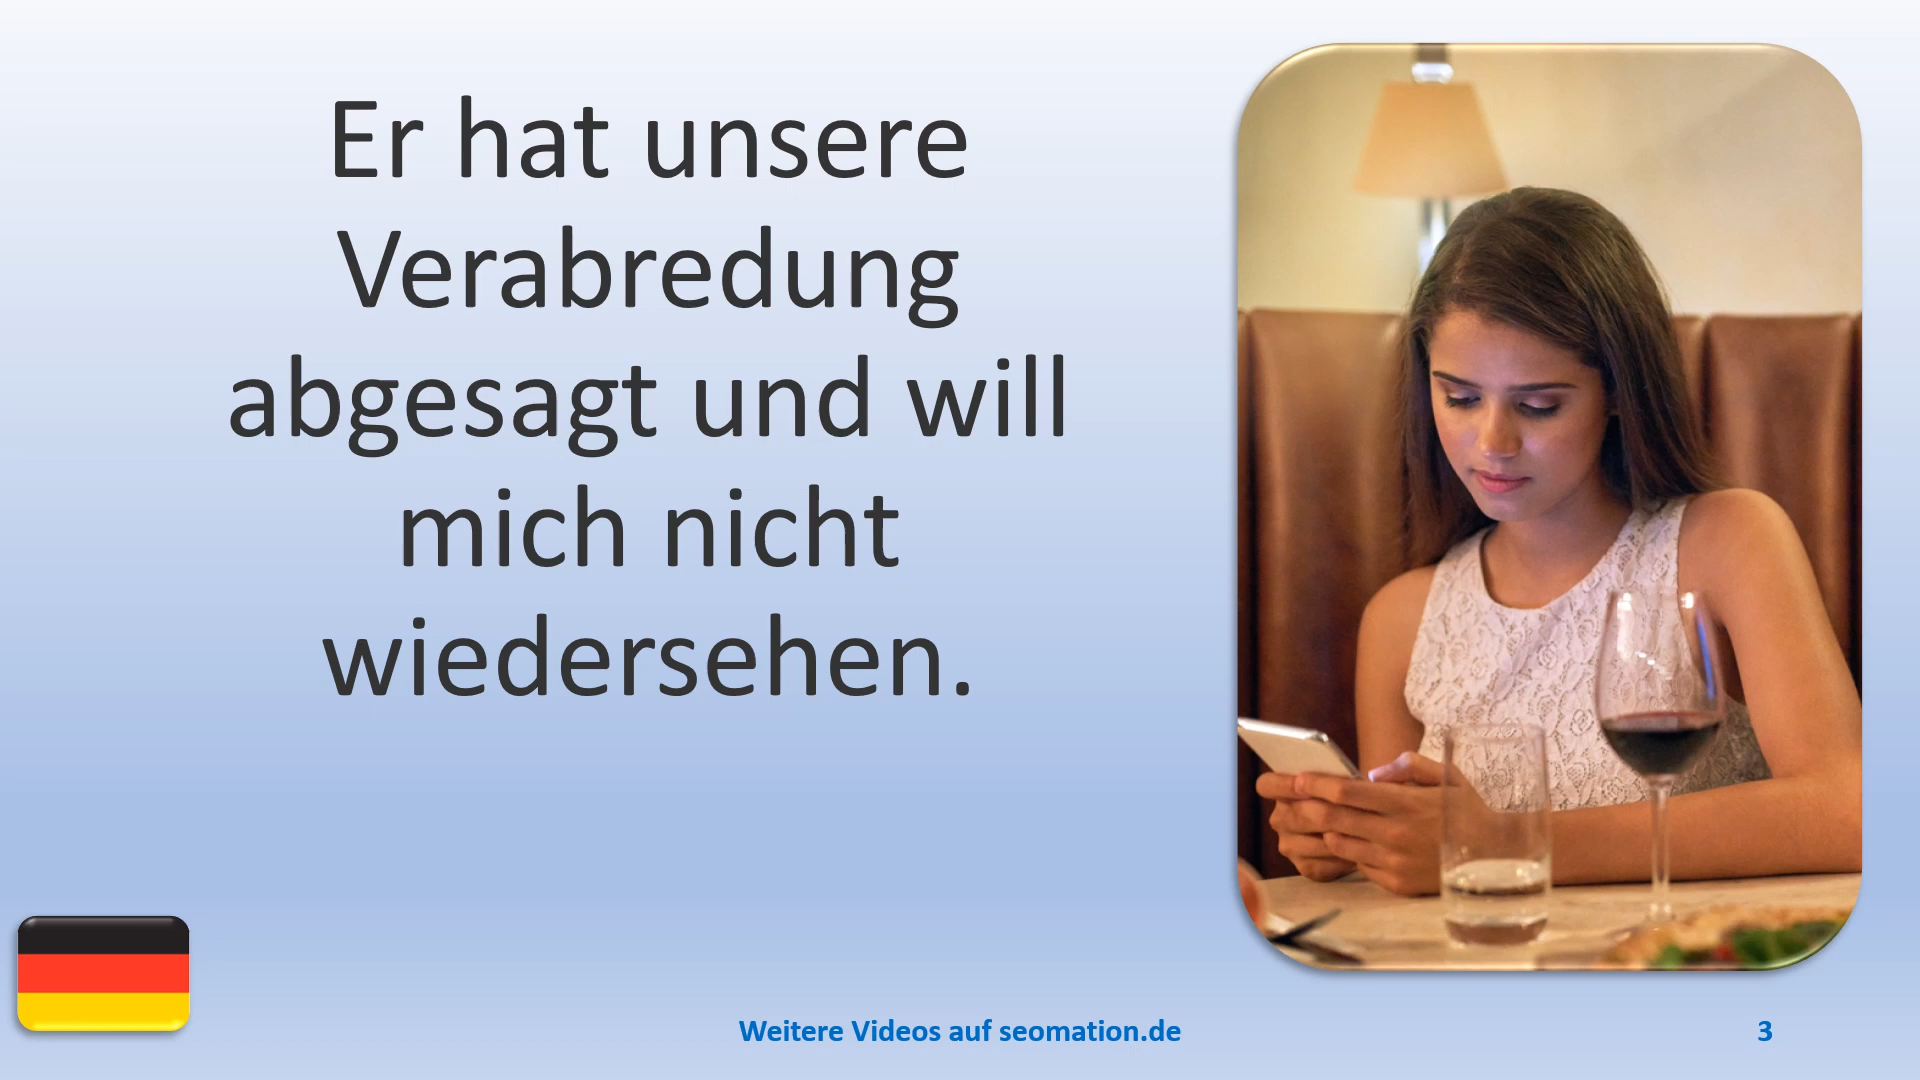 Er hat unsere
Verabredung
abgesagt und will
mich nicht
wiedersehen.
Weitere Videos auf seomation.de
3